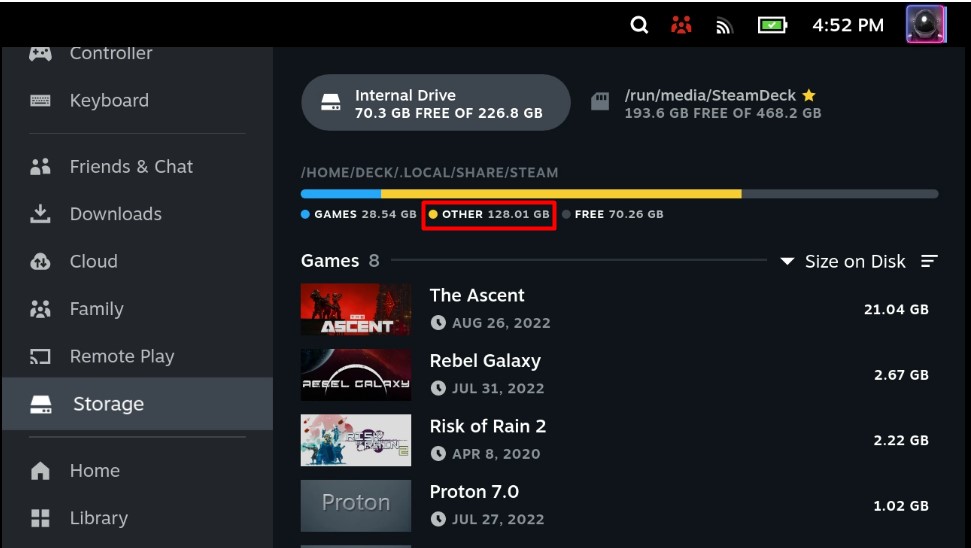 4:52 PM
Controller
Keyboard
Friends & Chat
Downloads
Cloud
Family
Remote Play
Storage
Home
Library
Internal Drive
70.3 GB FREE OF 226.8 GB
/run/media/SteamDeck
193.6 GB FREE OF 468.2 GB
/HOME/DECK/.LOCAL/SHARE/STEAM
GAMES 28.54 GB OTHER 128.01 GB FREE 70.26 GB
Games 8 Size on Disk
ASCENT
The Ascent
AUG 26, 2022
21.04 GB
REBEL GALAXY
Rebel Galaxy
JUL 31, 2022
2.67 GB
Risk of Rain 2
APR 8, 2020
2.22 GB
Proton
Proton 7.0
JUL 27, 2022
1.02 GB